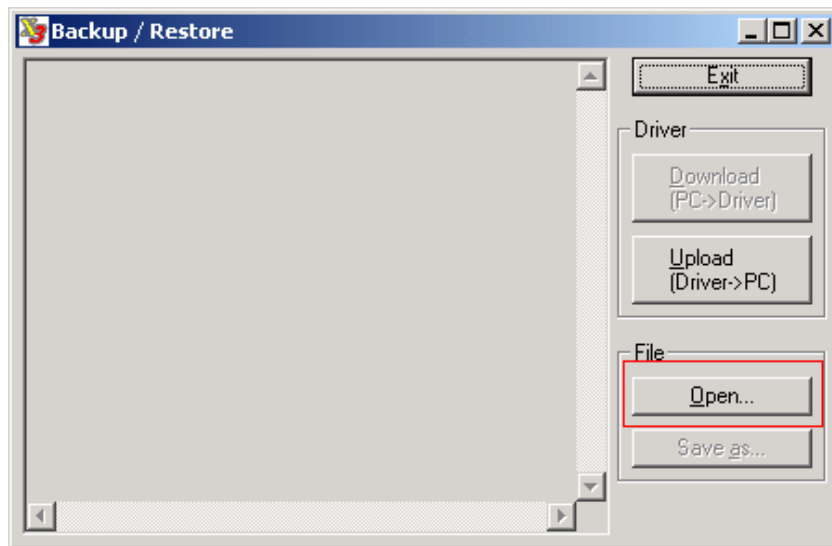 Backup / Restore
Exit
Driver
Download
(PC->Driver)
Upload
(Driver->PC)
File
Open...
Save as...